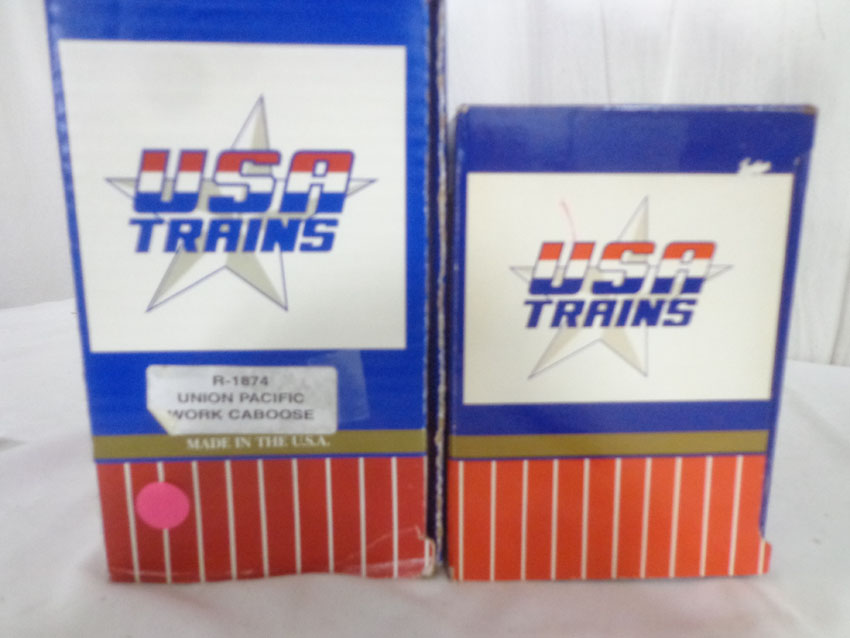 USA
TRAINS
R-1874
UNION PACIFIC
WORK CABOOSE
MADE IN THE U.S.A.
USA
TRAINS